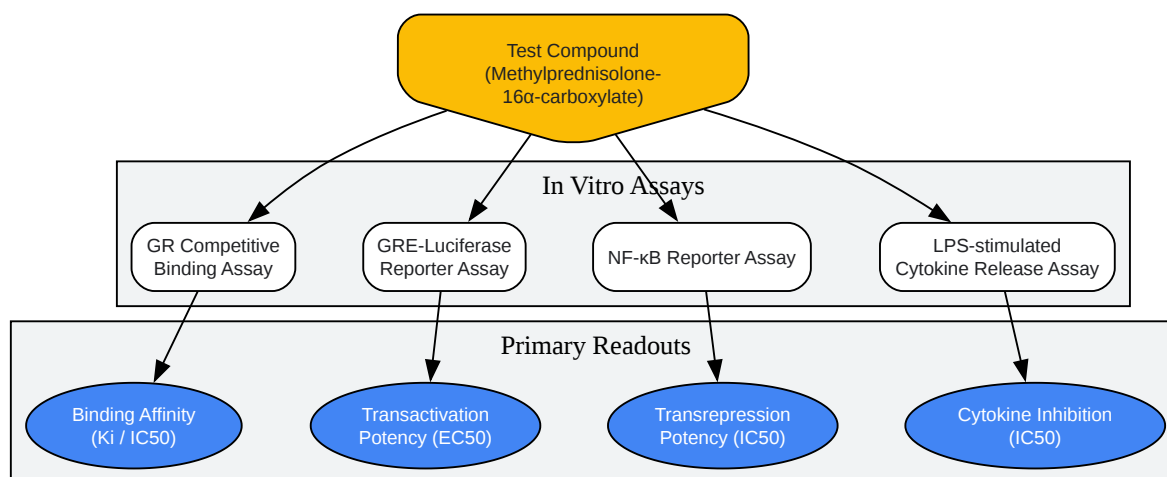 Test Compound
(Methylprednisolone-
16α-carboxylate)
In Vitro Assays
GR Competitive
Binding Assay
GRE-Luciferase
Reporter Assay
NF-κB Reporter Assay
LPS-stimulated
Cytokine Release Assay
Primary Readouts
Binding Affinity
(Ki / IC50)
Transactivation
Potency (EC50)
Transrepression
Potency (IC50)
Cytokine Inhibition
(IC50)